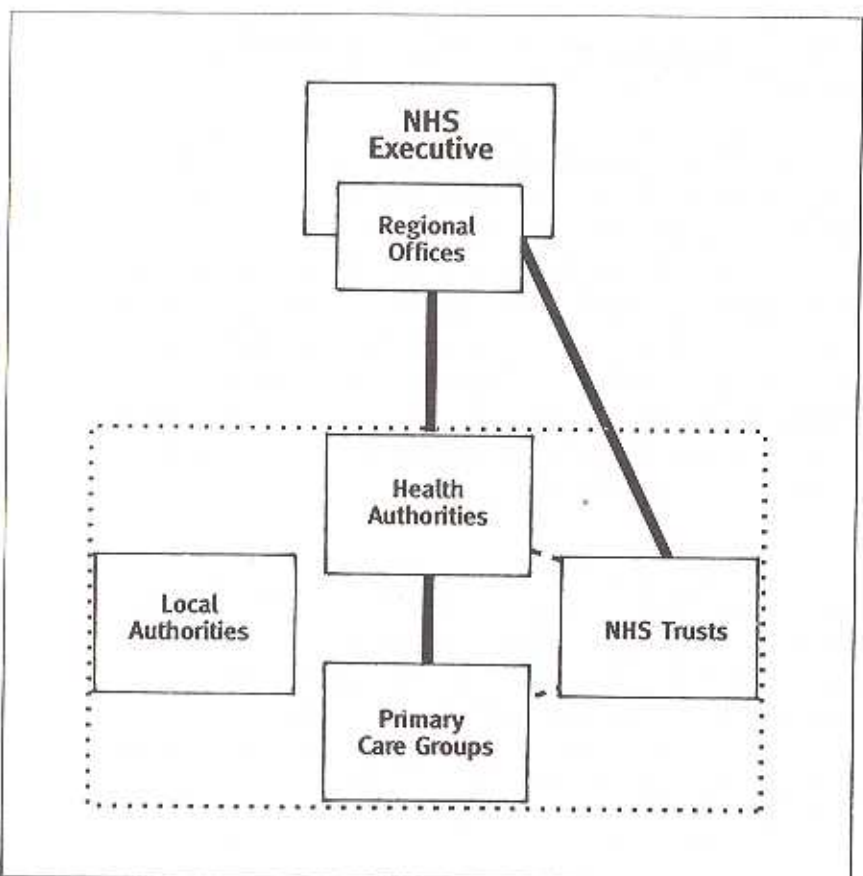 NHS
Executive
Regional
Offices
Health
Authorities
Local
Authorities
NHS Trusts
Primary
Care Groups